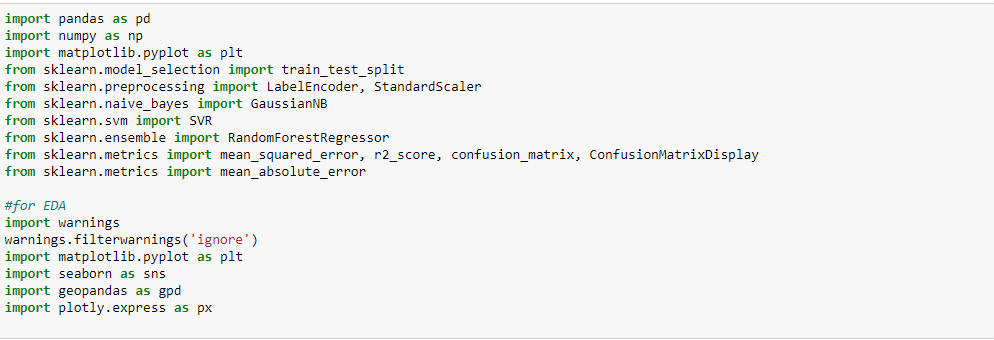 import pandas as pd
import numpy as np
import matplotlib.pyplot as plt
from sklearn.model_selection import train_test_split
from sklearn.preprocessing import LabelEncoder, StandardScaler
from sklearn.naive_bayes import GaussianNB
from sklearn.svm import SVR
from sklearn.ensemble import RandomForestRegressor
from sklearn.metrics import mean_squared_error, r2_score, confusion_matrix, ConfusionMatrixDisplay
from sklearn.metrics import mean_absolute_error
#for EDA
import warnings
warnings.filterwarnings('ignore')
import matplotlib.pyplot as plt
import seaborn as sns
import geopandas as gpd
import plotly.express as px